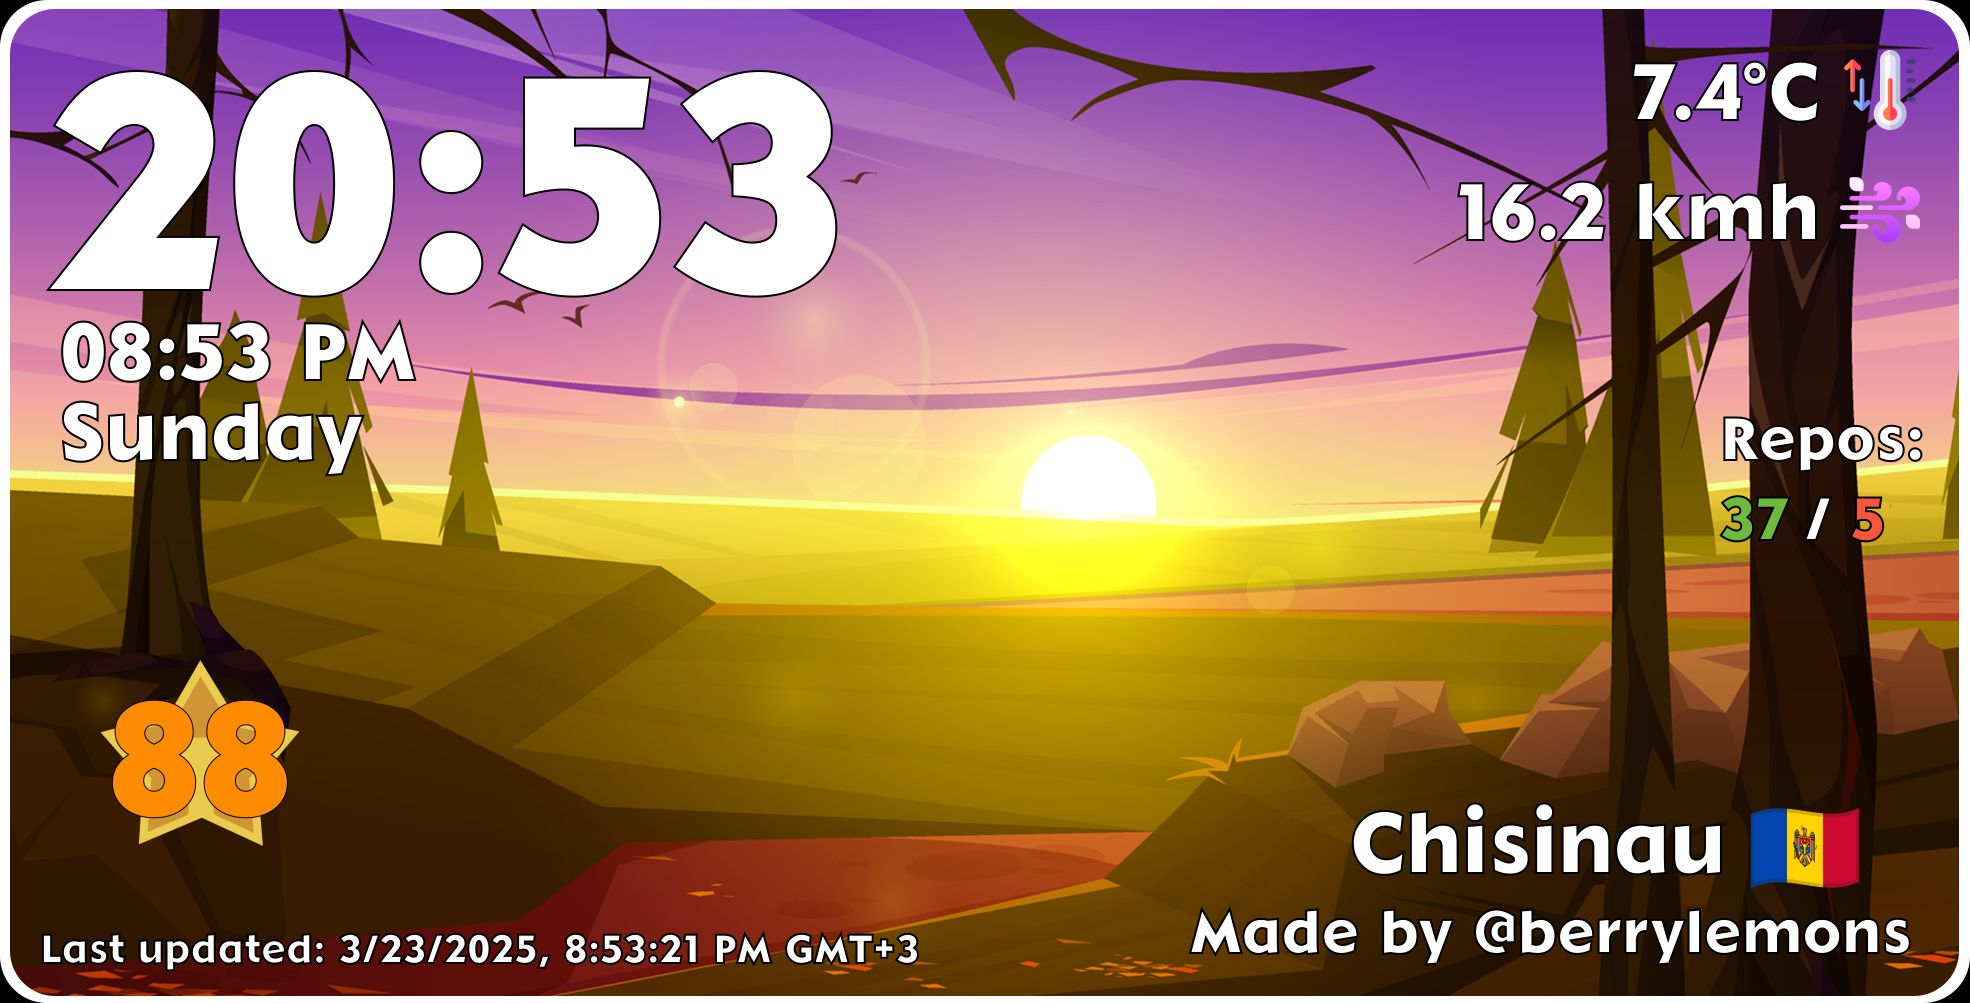 20:53
08:53 PM
Sunday
7.4°C
16.2 kmh
Repos:
37 / 5
88
Chisinau
Made by @berrylemons
Last updated: 3/23/2025, 8:53:21 PM GMT+3